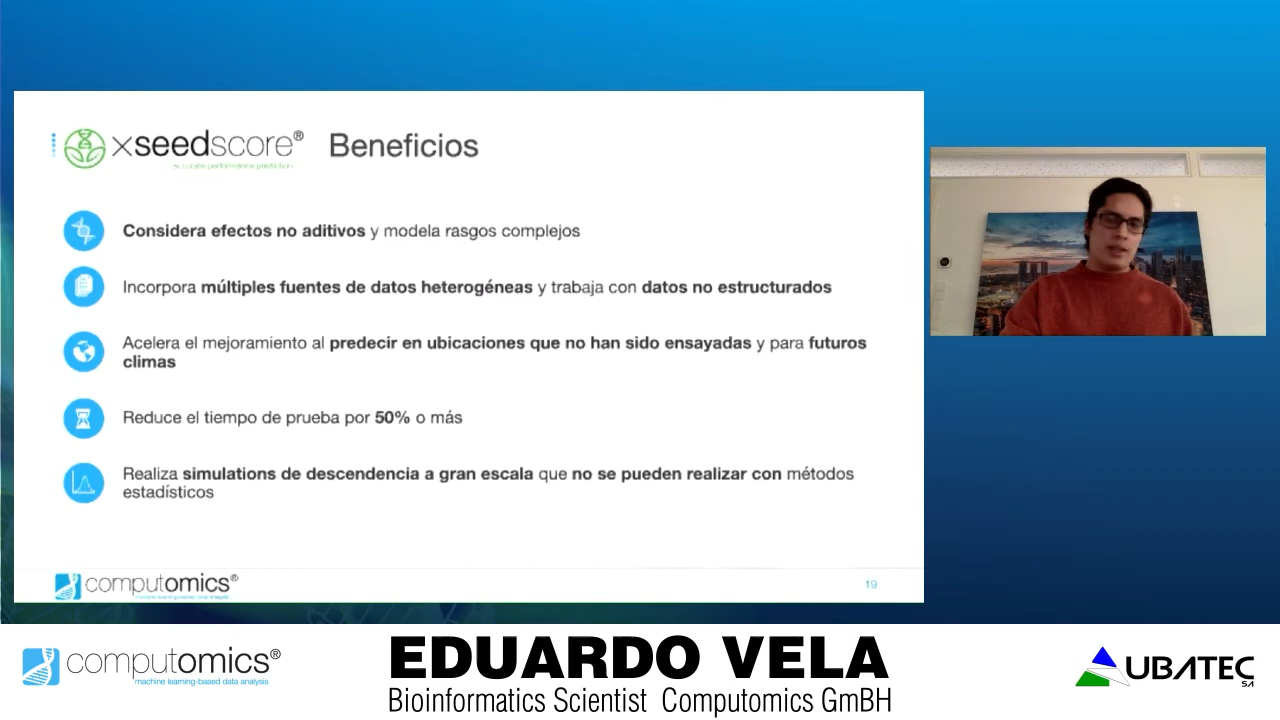 xseedscore® Beneficios
accurate performance prediction
Considera efectos no aditivos y modela rasgos complejos
Incorpora múltiples fuentes de datos heterogéneas y trabaja con datos no estructurados
Acelera el mejoramiento al predecir en ubicaciones que no han sido ensayadas y para futuros
climas
Reduce el tiempo de prueba por 50% o más
Realiza simulations de descendencia a gran escala que no se pueden realizar con métodos
estadísticos
computomics®
19
computomics®
machine learning-based data analysis
EDUARDO VELA
Bioinformatics Scientist Computomics GmBH
UBATEC
SA